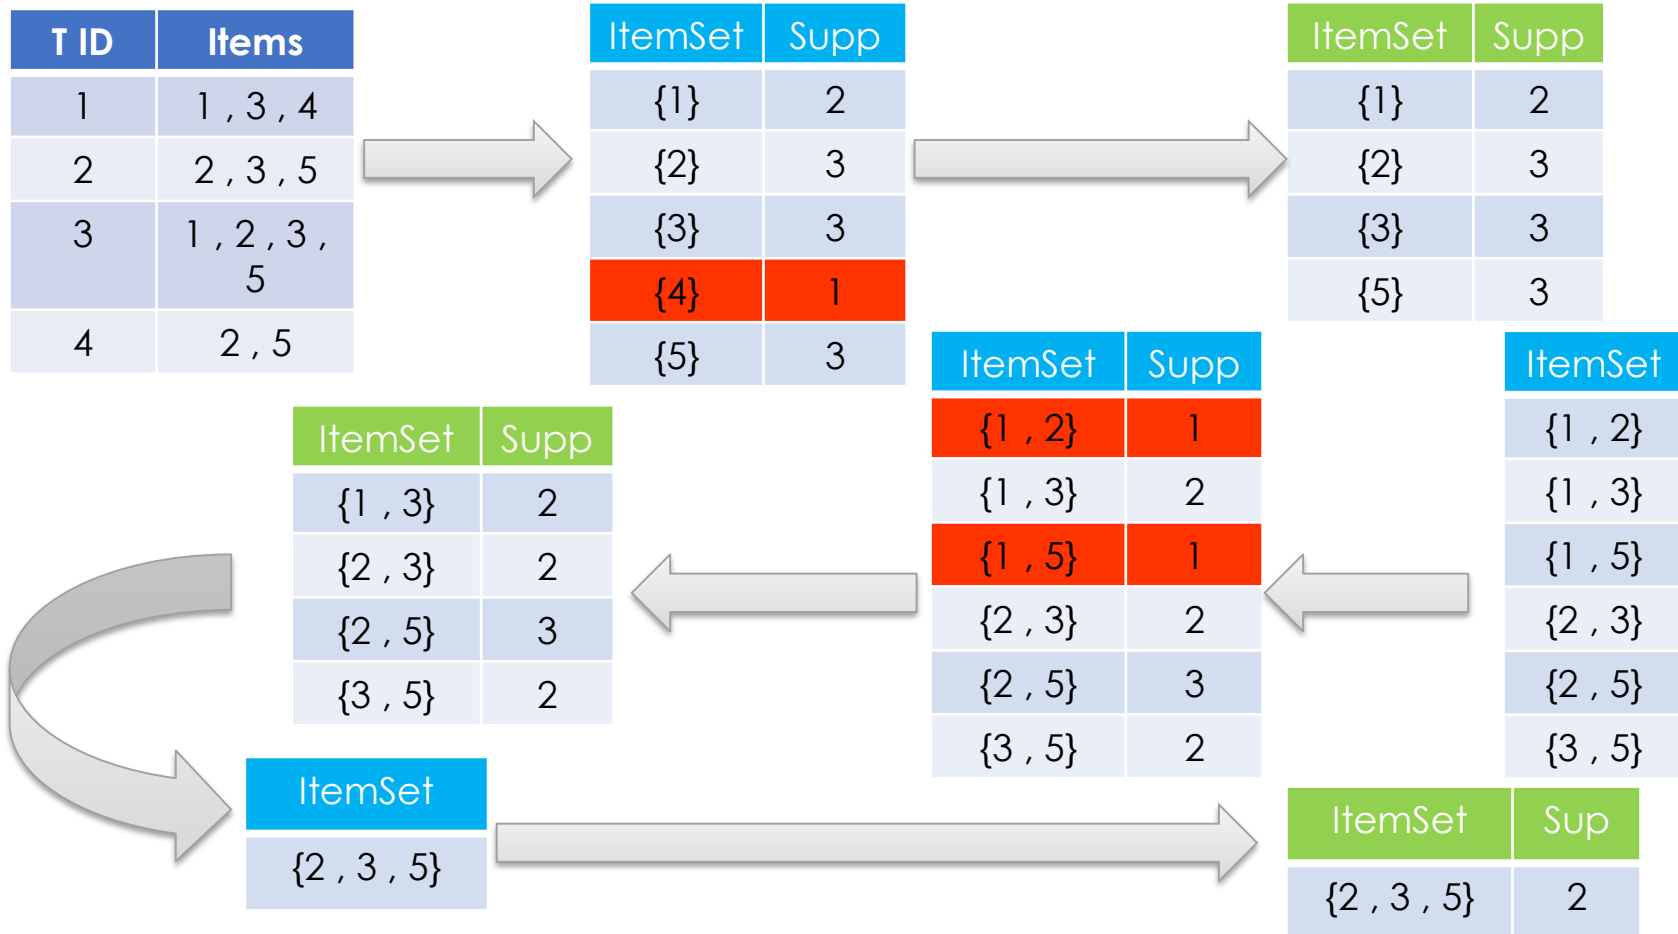 T ID Items
1 1 , 3 , 4
2 2 , 3 , 5
3 1 , 2 , 3 ,
5
4 2 , 5
ItemSet Supp
{1} 2
{2} 3
{3} 3
{4} 1
{5} 3
ItemSet Supp
{1} 2
{2} 3
{3} 3
{5} 3
ItemSet
{1 , 2}
{1 , 3}
{1 , 5}
{2 , 3}
{2 , 5}
{3 , 5}
ItemSet Supp
{1 , 2} 1
{1 , 3} 2
{1 , 5} 1
{2 , 3} 2
{2 , 5} 3
{3 , 5} 2
ItemSet Supp
{1 , 3} 2
{2 , 3} 2
{2 , 5} 3
{3 , 5} 2
ItemSet
{2 , 3 , 5}
ItemSet Sup
{2 , 3 , 5} 2